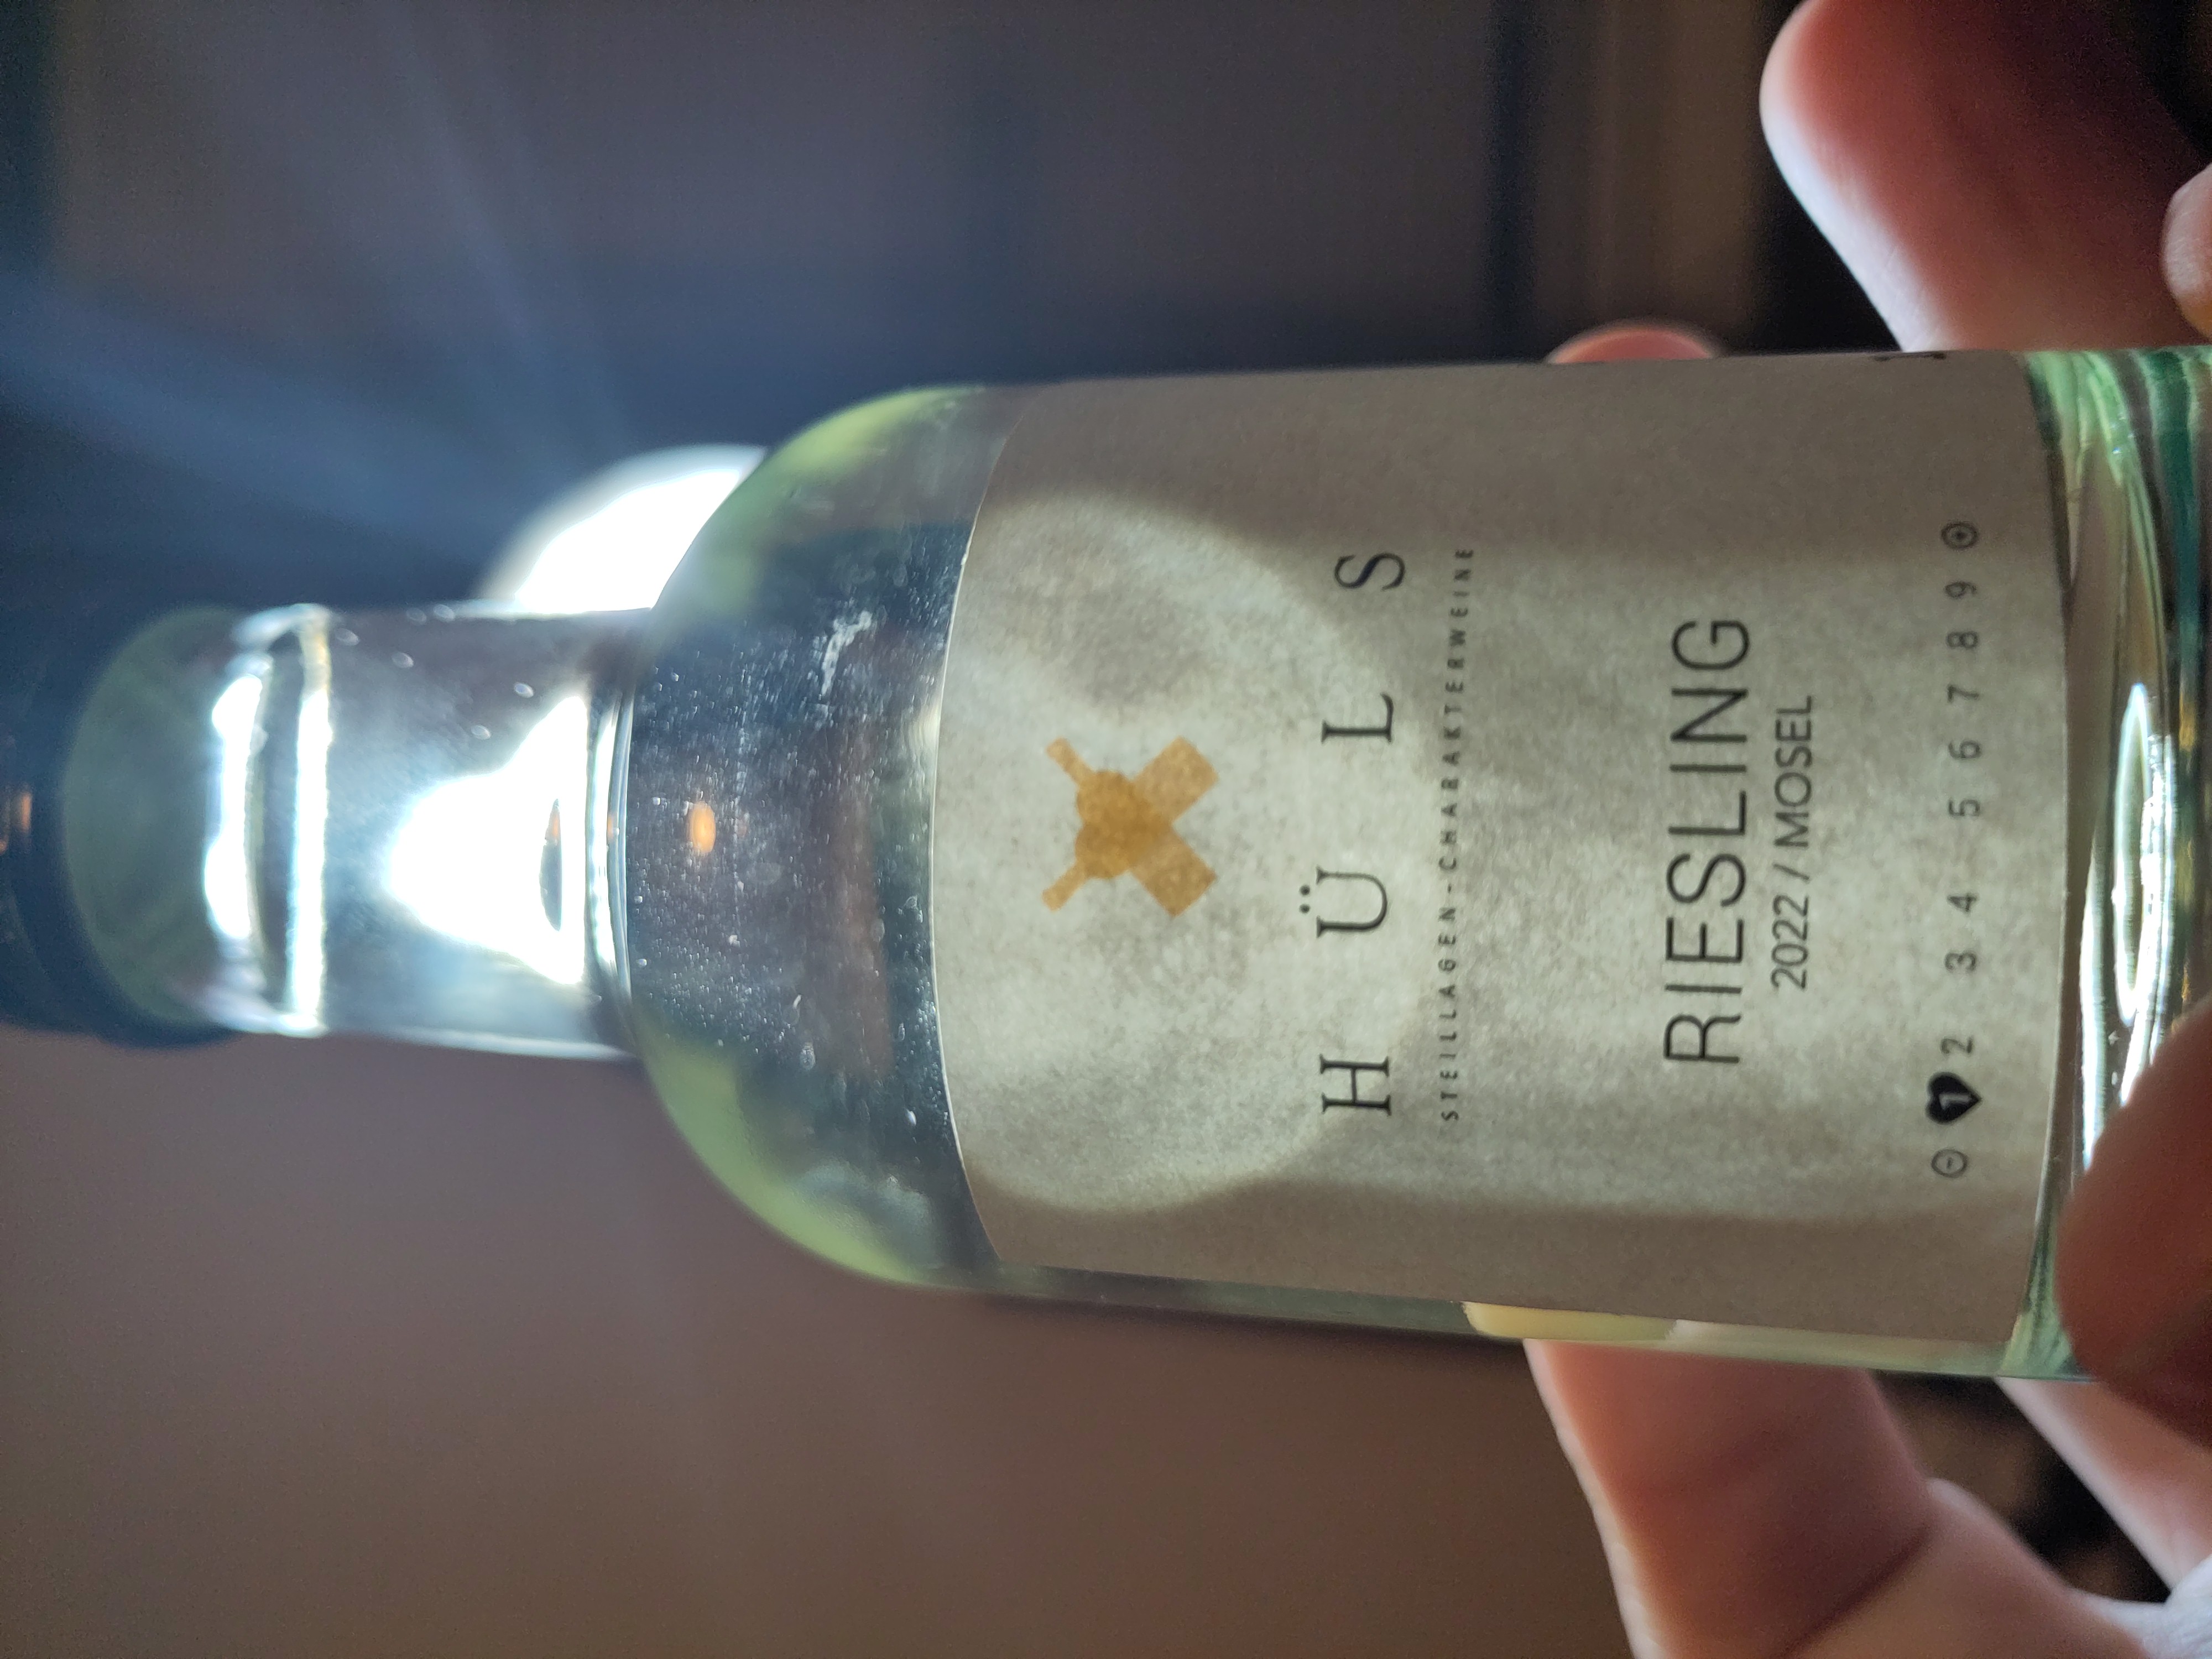 HÜLS
STEILLAGEN-CHARAKTERWEINE
RIESLING
2022 / MOSEL
1 2 3 4 5 6 7 8 9